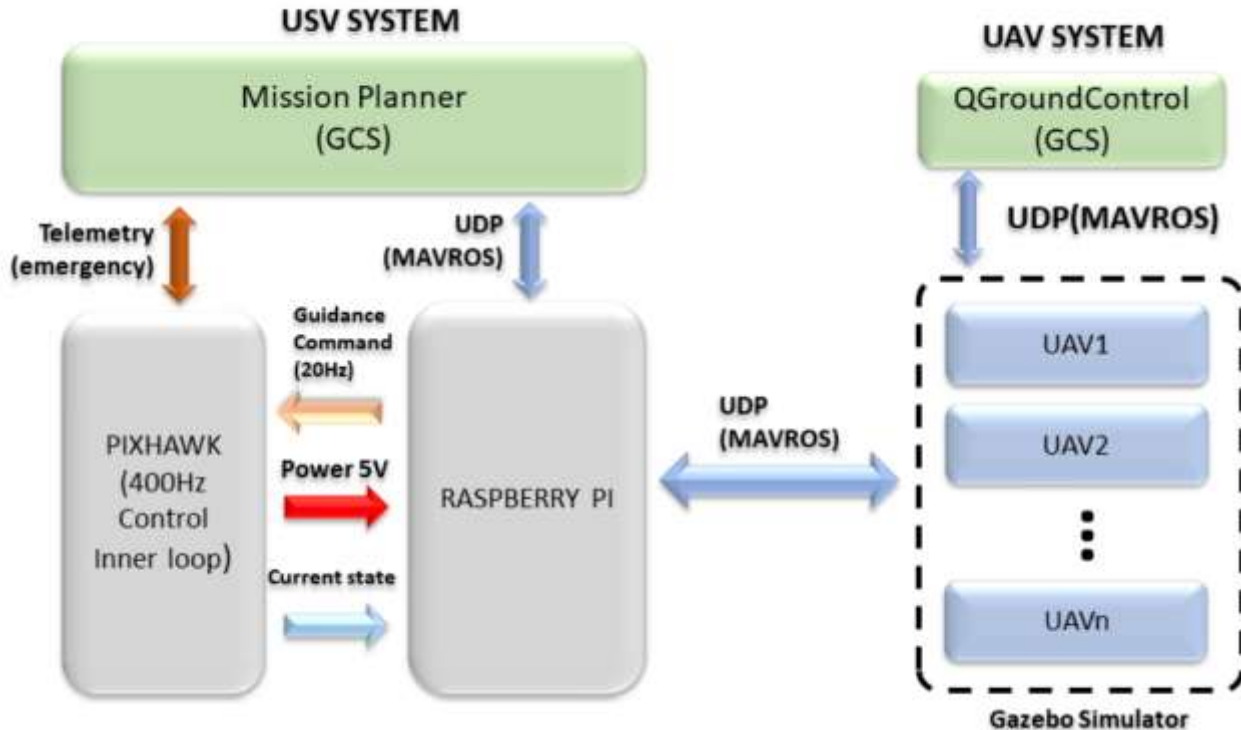 USV SYSTEM
Mission Planner
(GCS)
Telemetry
(emergency)
UDP
(MAVROS)
PIXHAWK
(400Hz
Control
Inner loop)
Guidance
Command
(20Hz)
Power 5V
Current state
RASPBERRY PI
UDP
(MAVROS)
UAV SYSTEM
QGroundControl
(GCS)
UDP(MAVROS)
UAV1
UAV2
UAVn
Gazebo Simulator